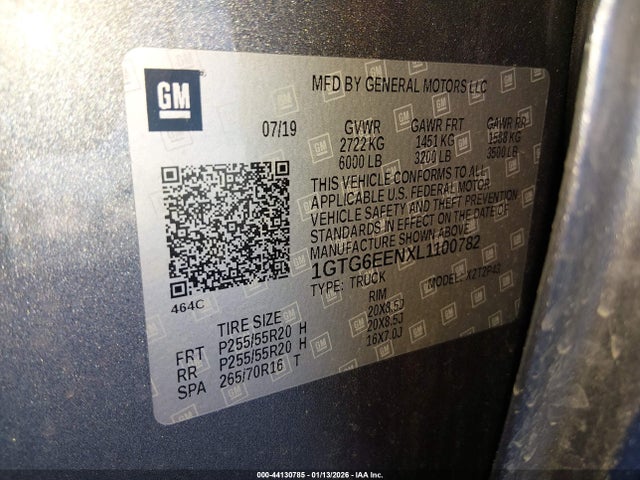 GM
MFD BY GENERAL MOTORS LLC
07/19 GVWR GAWR FRT GAWR RR
2722 KG 1451 KG 1588 KG
6000 LB 3200 LB 3500 LB
THIS VEHICLE CONFORMS TO ALL
APPLICABLE U.S. FEDERAL MOTOR
VEHICLE SAFETY AND THEFT PREVENTION
STANDARDS IN EFFECT ON THE DATE OF
MANUFACTURE SHOWN ABOVE.
1GTG6EENXL1100782
TYPE: TRUCK MODEL: X2T2P43
464C
TIRE SIZE RIM
FRT P255/55R20 H 20X8.5J
RR P255/55R20 H 20X8.5J
SPA 265/70R16 T 16X7.0J
000-44130785 - 01/13/2026 - IAA Inc.